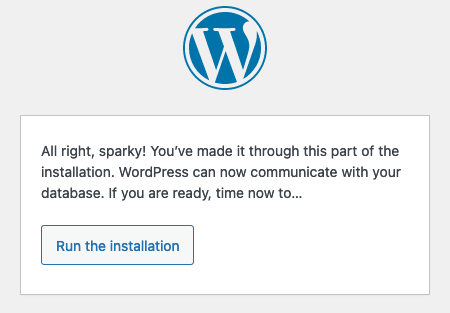 All right, sparky! You’ve made it through this part of the
installation. WordPress can now communicate with your
database. If you are ready, time now to…
Run the installation